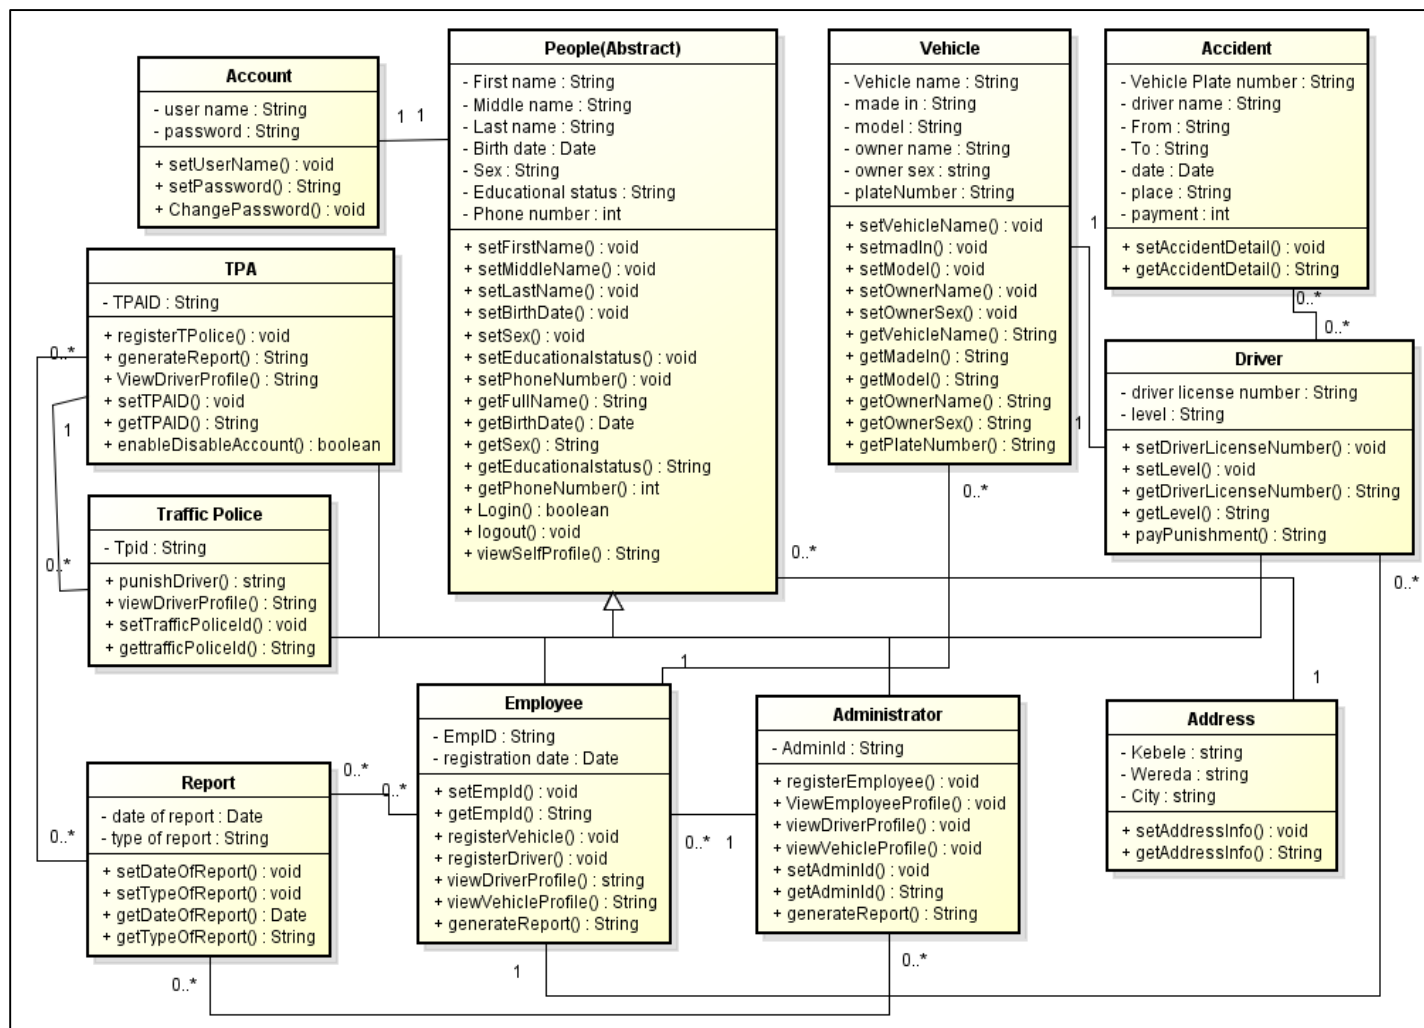 Account
- user name : String
- password : String
+ setUserName() : void
+ setPassword() : String
+ ChangePassword() : void
1 1
People(Abstract)
- First name : String
- Middle name : String
- Last name : String
- Birth date : Date
- Sex : String
- Educational status : String
- Phone number : int
+ setFirstName() : void
+ setMiddleName() : void
+ setLastName() : void
+ setBirthDate() : void
+ setSex() : void
+ setEducationalstatus() : void
+ setPhoneNumber() : void
+ getFullName() : String
+ getBirthDate() : Date
+ getSex() : String
+ getEducationalstatus() : String
+ getPhoneNumber() : int
+ Login() : boolean
+ logout() : void
+ viewSelfProfile() : String
0..*
Vehicle
- Vehicle name : String
- made in : String
- model : String
- owner name : String
- owner sex : string
- plateNumber : String
+ setVehicleName() : void
+ setmadIn() : void
+ setModel() : void
+ setOwnerName() : void
+ setOwnerSex() : void
+ getVehicleName() : String
+ getMadeIn() : String
+ getModel() : String
+ getOwnerName() : String
+ getOwnerSex() : String
+ getPlateNumber() : String
0..*
1
1
Accident
- Vehicle Plate number : String
- driver name : String
- From : String
- To : String
- date : Date
- place : String
- payment : int
+ setAccidentDetail() : void
+ getAccidentDetail() : String
0..*
0..*
Driver
- driver license number : String
- level : String
+ setDriverLicenseNumber() : void
+ setLevel() : void
+ getDriverLicenseNumber() : String
+ getLevel() : String
+ payPunishment() : String
0..*
TPA
- TPAID : String
+ registerTPolice() : void
+ generateReport() : String
+ ViewDriverProfile() : String
+ setTPAID() : void
+ getTPAID() : String
+ enableDisableAccount() : boolean
0..*
1
Traffic Police
- Tpid : String
+ punishDriver() : string
+ viewDriverProfile() : String
+ setTrafficPoliceId() : void
+ gettrafficPoliceId() : String
0..*
Report
- date of report : Date
- type of report : String
+ setDateOfReport() : void
+ setTypeOfReport() : void
+ getDateOfReport() : Date
+ getTypeOfReport() : String
0..*
0..*
0..*
0..*
Employee
- EmpID : String
- registration date : Date
+ setEmpId() : void
+ getEmpId() : String
+ registerVehicle() : void
+ registerDriver() : void
+ viewDriverProfile() : string
+ viewVehicleProfile() : String
+ generateReport() : String
1
1
0..* 1
Administrator
- AdminId : String
+ registerEmployee() : void
+ ViewEmployeeProfile() : void
+ viewDriverProfile() : void
+ viewVehicleProfile() : void
+ setAdminId() : void
+ getAdminId() : String
+ generateReport() : String
0..*
1
Address
- Kebele : string
- Wereda : string
- City : string
+ setAddressInfo() : void
+ getAddressInfo() : String